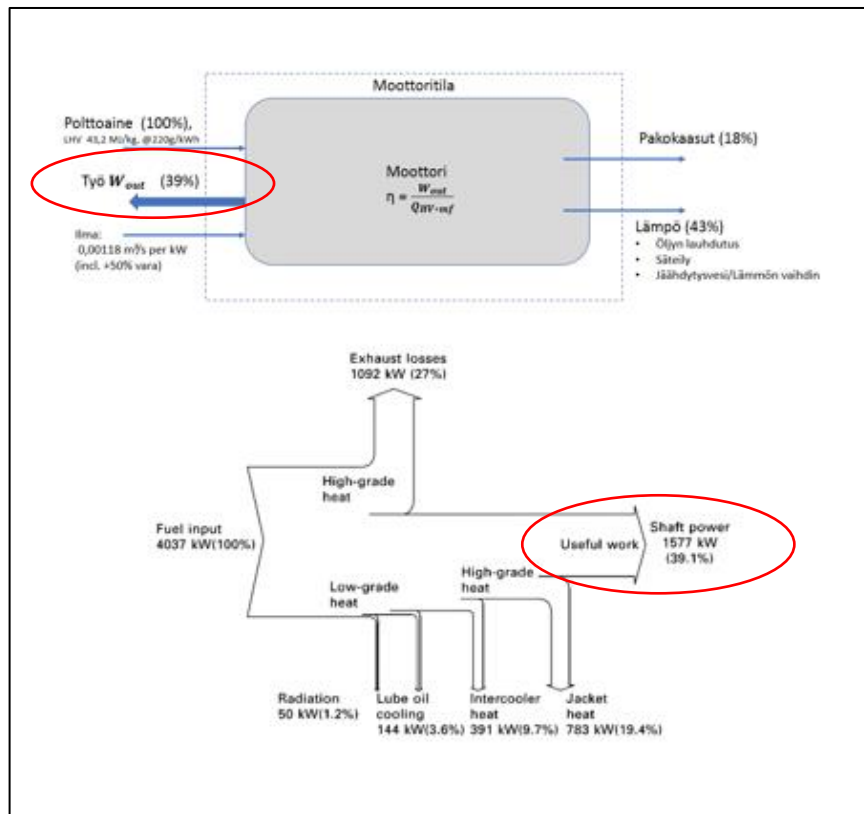 Moottoritila
Polttoaine (100%),
LHV 43,2 MJ/kg, @220g/kWh
Työ W_out (39%)
Ilma:
0,00118 m³/s per kW
(incl. +50% vara)
Moottori
η = W_out / Q_HV·mf
Pakokaasut (18%)
Lämpö (43%)
• Öljyn lauhdutus
• Säteily
• Jäähdytysvesi/Lämmön vaihdin
Exhaust losses
1092 kW (27%)
High-grade
heat
Fuel input
4037 kW(100%)
Useful work
Shaft power
1577 kW
(39.1%)
Low-grade
heat
High-grade
heat
Radiation
50 kW(1.2%)
Lube oil
cooling
144 kW(3.6%)
Intercooler
heat
391 kW(9.7%)
Jacket
heat
783 kW(19.4%)